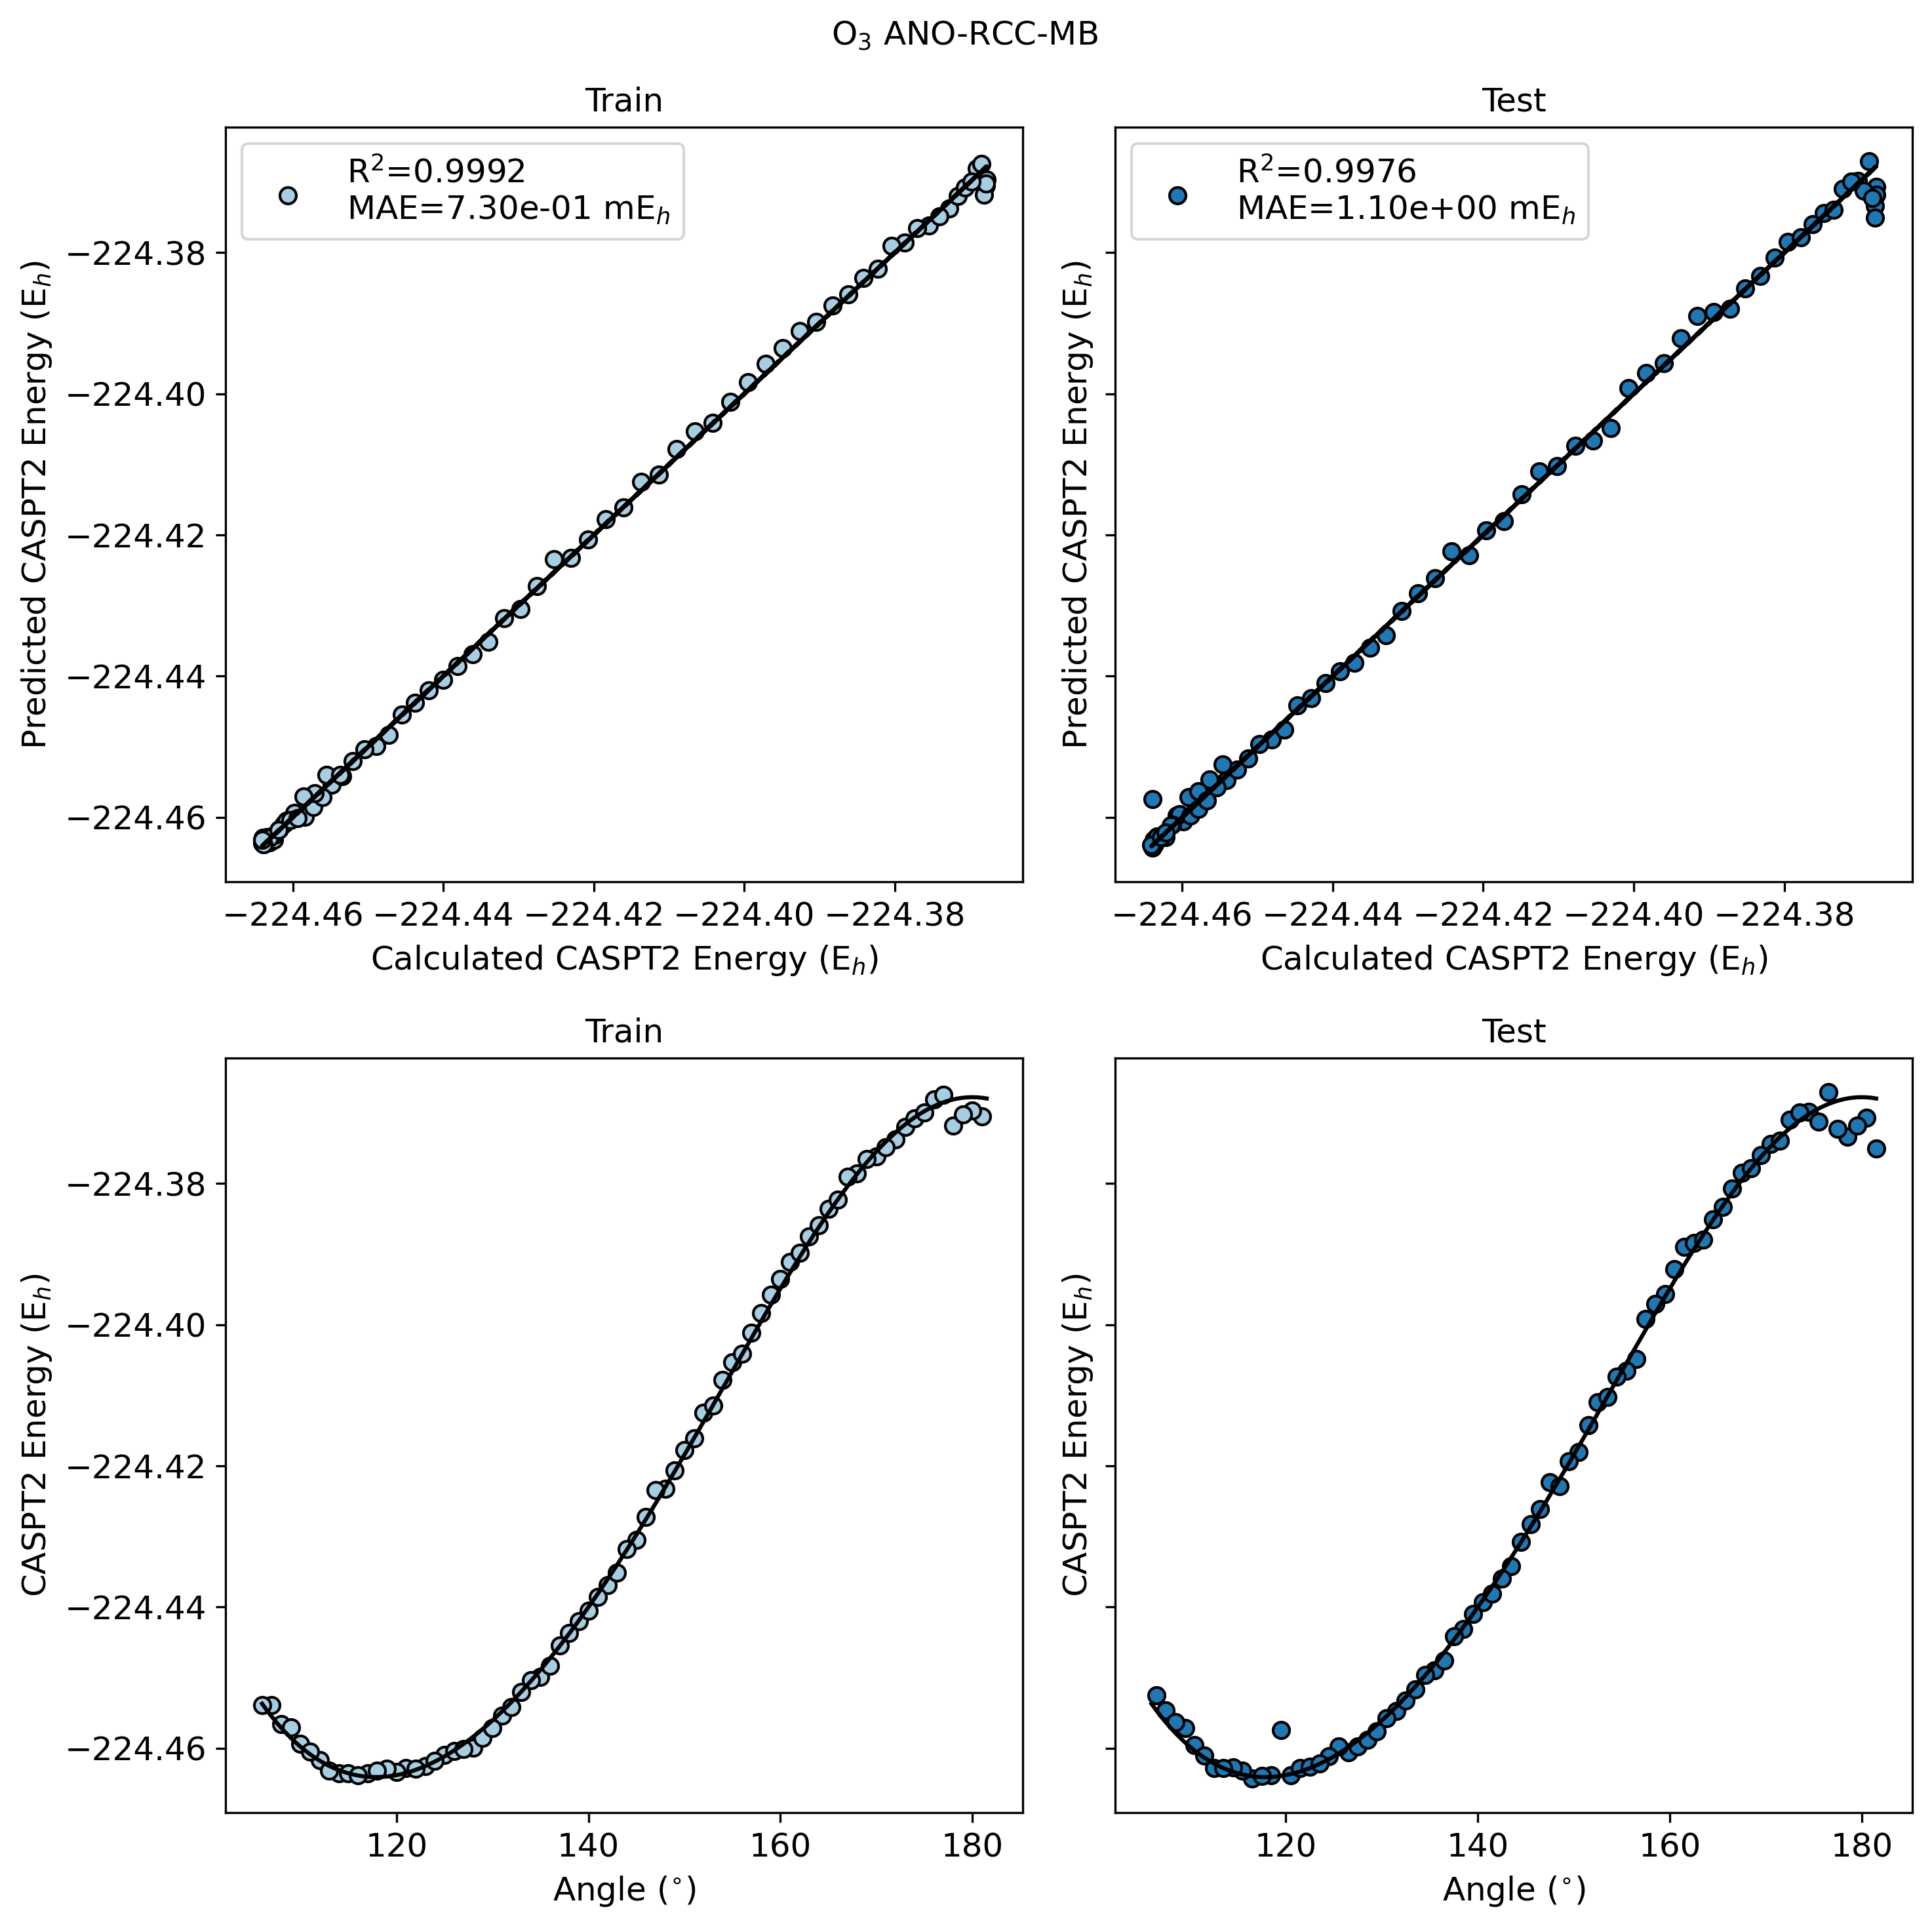 O₃ ANO-RCC-MB
Train
R²=0.9992
MAE=7.30e-01 mEₕ
Predicted CASPT2 Energy (Eₕ)
−224.38
−224.40
−224.42
−224.44
−224.46
−224.46 −224.44 −224.42 −224.40 −224.38
Calculated CASPT2 Energy (Eₕ)
Test
R²=0.9976
MAE=1.10e+00 mEₕ
Predicted CASPT2 Energy (Eₕ)
−224.46 −224.44 −224.42 −224.40 −224.38
Calculated CASPT2 Energy (Eₕ)
Train
CASPT2 Energy (Eₕ)
−224.38
−224.40
−224.42
−224.44
−224.46
120 140 160 180
Angle (°)
Test
CASPT2 Energy (Eₕ)
120 140 160 180
Angle (°)